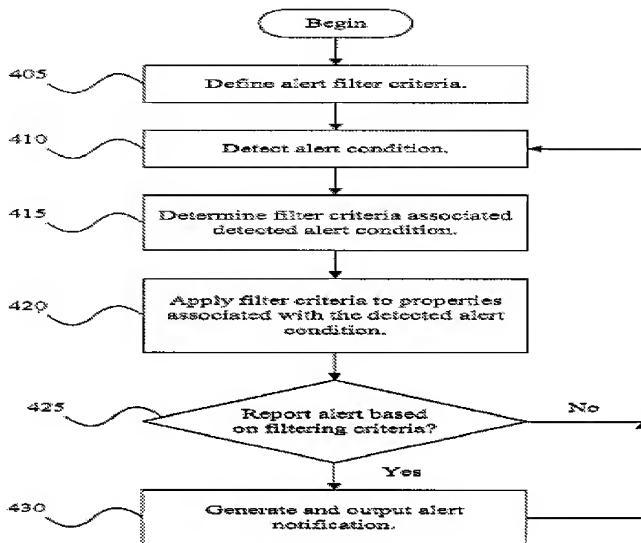 Begin
405
Define alert filter criteria.
410
Detect alert condition.
415
Determine filter criteria associated
detected alert condition.
420
Apply filter criteria to properties
associated with the detected alert
condition.
425
Report alert based
on filtering criteria?
No
Yes
430
Generate and output alert
notification.